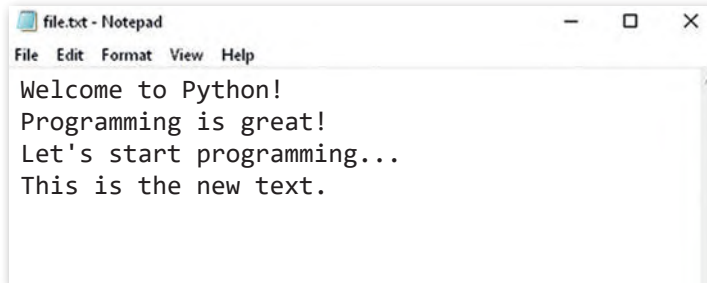 file.txt - Notepad
File Edit Format View Help
Welcome to Python!
Programming is great!
Let's start programming...
This is the new text.